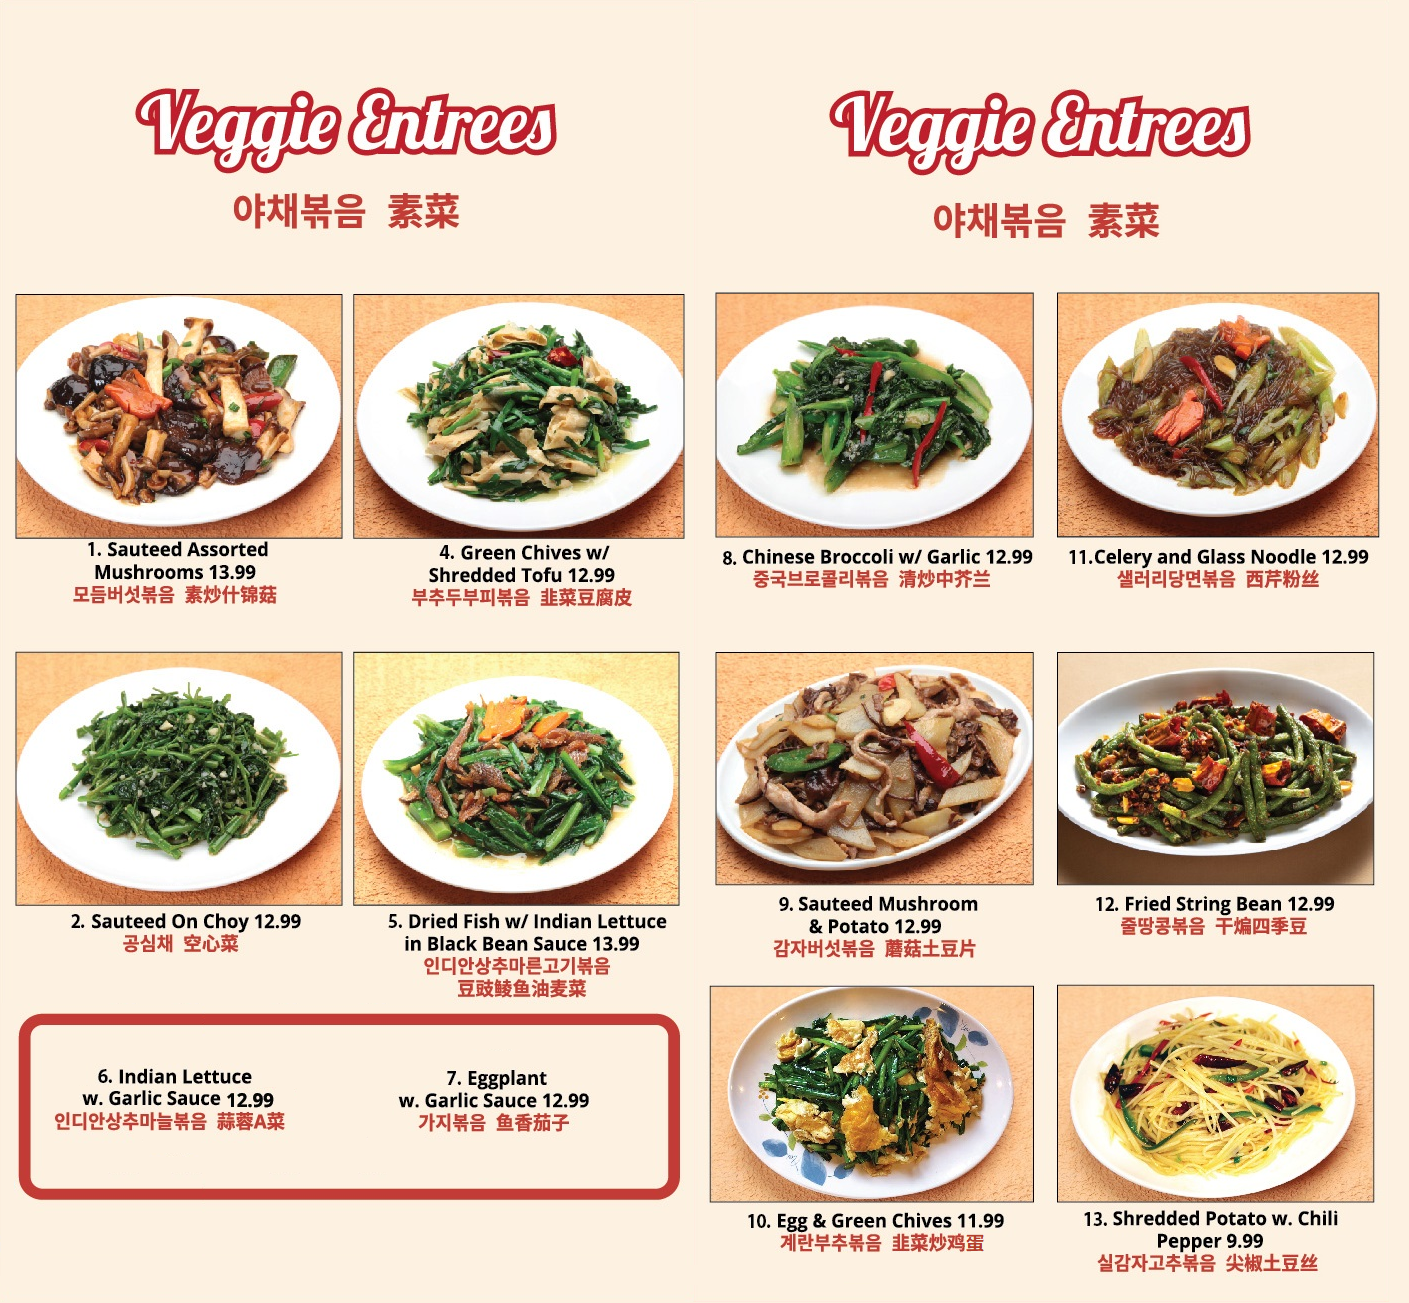 Veggie Entrees
야채볶음 素菜
1. Sauteed Assorted
Mushrooms 13.99
모듬버섯볶음 素炒什锦菇
4. Green Chives w/
Shredded Tofu 12.99
부추두부피볶음 韭菜豆腐皮
2. Sauteed On Choy 12.99
공심채 空心菜
5. Dried Fish w/ Indian Lettuce
in Black Bean Sauce 13.99
인디안상추마른고기볶음
豆豉鲮鱼油麦菜
6. Indian Lettuce
w. Garlic Sauce 12.99
인디안상추마늘볶음 蒜蓉A菜
7. Eggplant
w. Garlic Sauce 12.99
가지볶음 鱼香茄子
Veggie Entrees
야채볶음 素菜
8. Chinese Broccoli w/ Garlic 12.99
중국브로콜리볶음 清炒中芥兰
11.Celery and Glass Noodle 12.99
샐러리당면볶음 西芹粉丝
9. Sauteed Mushroom
& Potato 12.99
감자버섯볶음 蘑菇土豆片
12. Fried String Bean 12.99
줄땅콩볶음 干煸四季豆
10. Egg & Green Chives 11.99
계란부추볶음 韭菜炒鸡蛋
13. Shredded Potato w. Chili
Pepper 9.99
실감자고추볶음 尖椒土豆丝